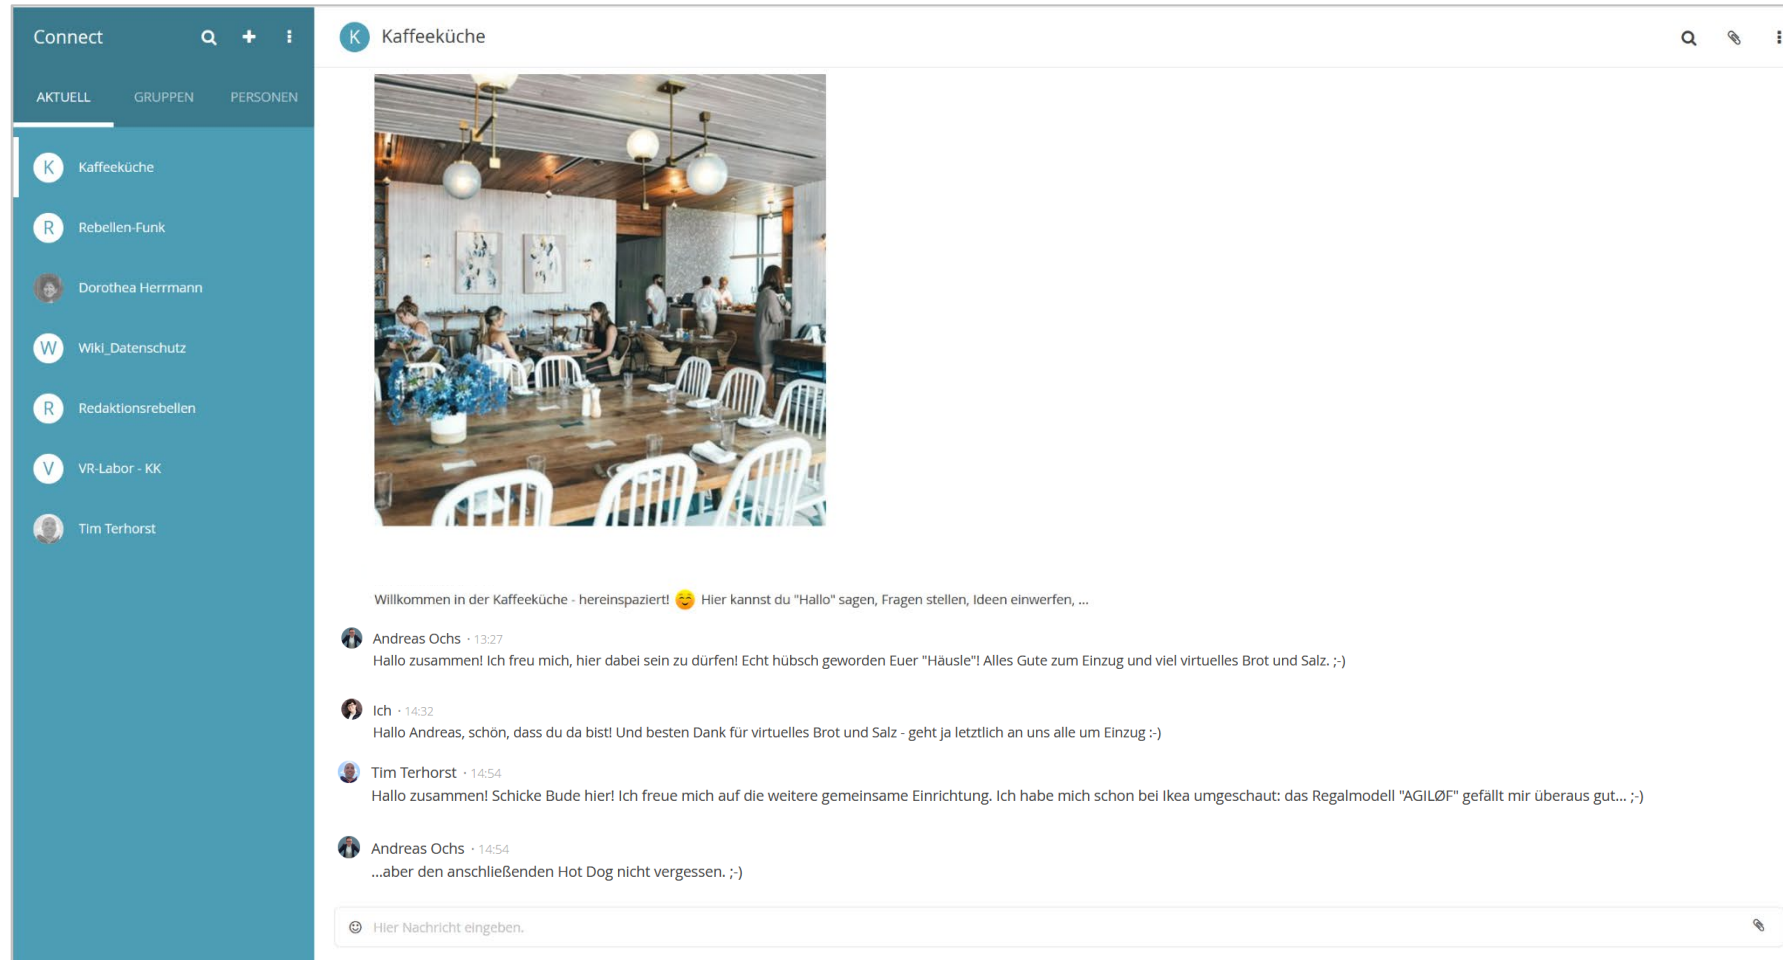 Connect
AKTUELL GRUPPEN PERSONEN
K Kaffeeküche
R Rebellen-Funk
Dorothea Herrmann
W Wiki_Datenschutz
R Redaktionsrebellen
V VR-Labor - KK
Tim Terhorst
K Kaffeeküche
Willkommen in der Kaffeeküche - hereinspaziert! 😊 Hier kannst du "Hallo" sagen, Fragen stellen, Ideen einwerfen, ...
Andreas Ochs · 13:27
Hallo zusammen! Ich freu mich, hier dabei sein zu dürfen! Echt hübsch geworden Euer "Häusle"! Alles Gute zum Einzug und viel virtuelles Brot und Salz. ;-)
Ich · 14:32
Hallo Andreas, schön, dass du da bist! Und besten Dank für virtuelles Brot und Salz - geht ja letztlich an uns alle um Einzug :-)
Tim Terhorst · 14:54
Hallo zusammen! Schicke Bude hier! Ich freue mich auf die weitere gemeinsame Einrichtung. Ich habe mich schon bei Ikea umgeschaut: das Regalmodell "AGILØF" gefällt mir überaus gut... ;-)
Andreas Ochs · 14:54
...aber den anschließenden Hot Dog nicht vergessen. ;-)
Hier Nachricht eingeben.